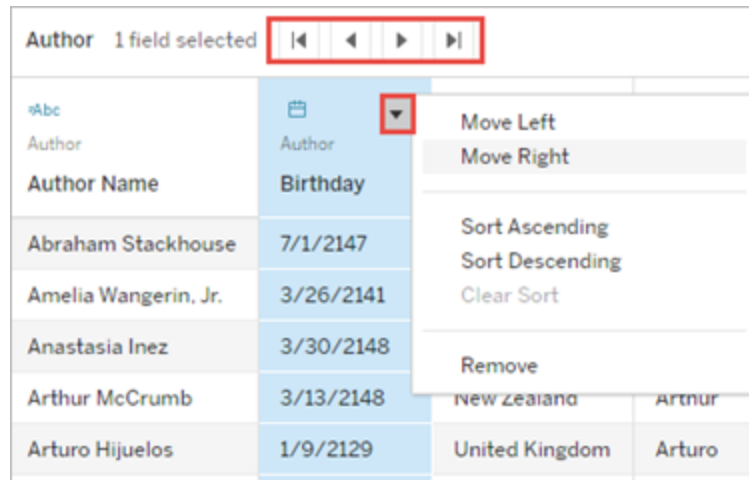 Author 1 field selected
Abc
Author Author
Author Name Birthday
Move Left
Move Right
Sort Ascending
Sort Descending
Clear Sort
Remove
Abraham Stackhouse 7/1/2147
Amelia Wangerin, Jr. 3/26/2141
Anastasia Inez 3/30/2148
Arthur McCrumb 3/13/2148 New Zealand Arthur
Arturo Hijuelos 1/9/2129 United Kingdom Arturo